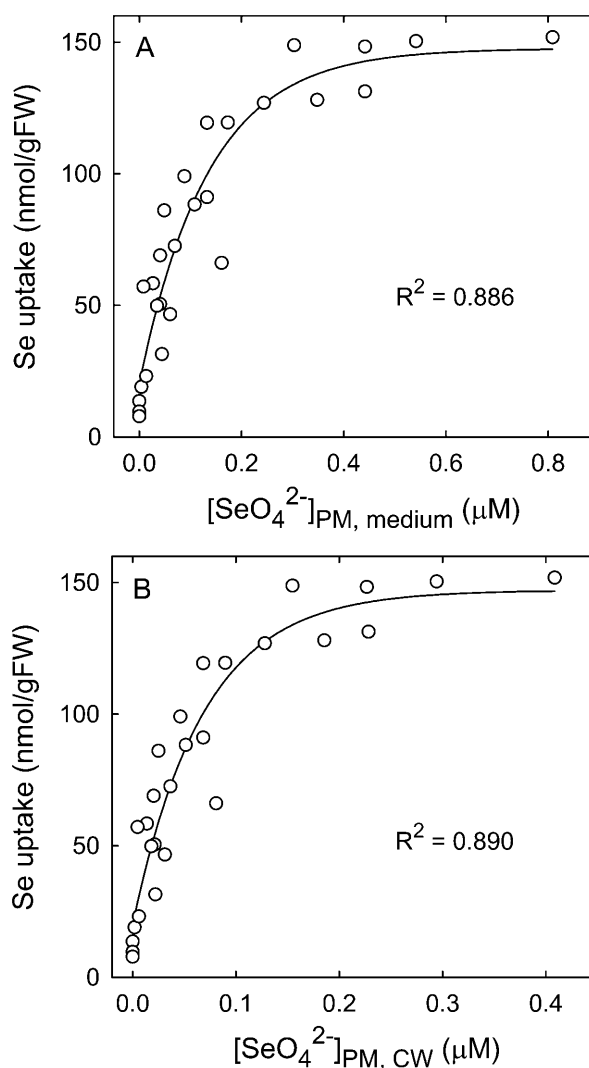 A
150
100
50
0
Se uptake (nmol/gFW)
R² = 0.886
0.0 0.2 0.4 0.6 0.8
[SeO₄²⁻]PM, medium (μM)
B
150
100
50
0
Se uptake (nmol/gFW)
R² = 0.890
0.0 0.1 0.2 0.3 0.4
[SeO₄²⁻]PM, CW (μM)